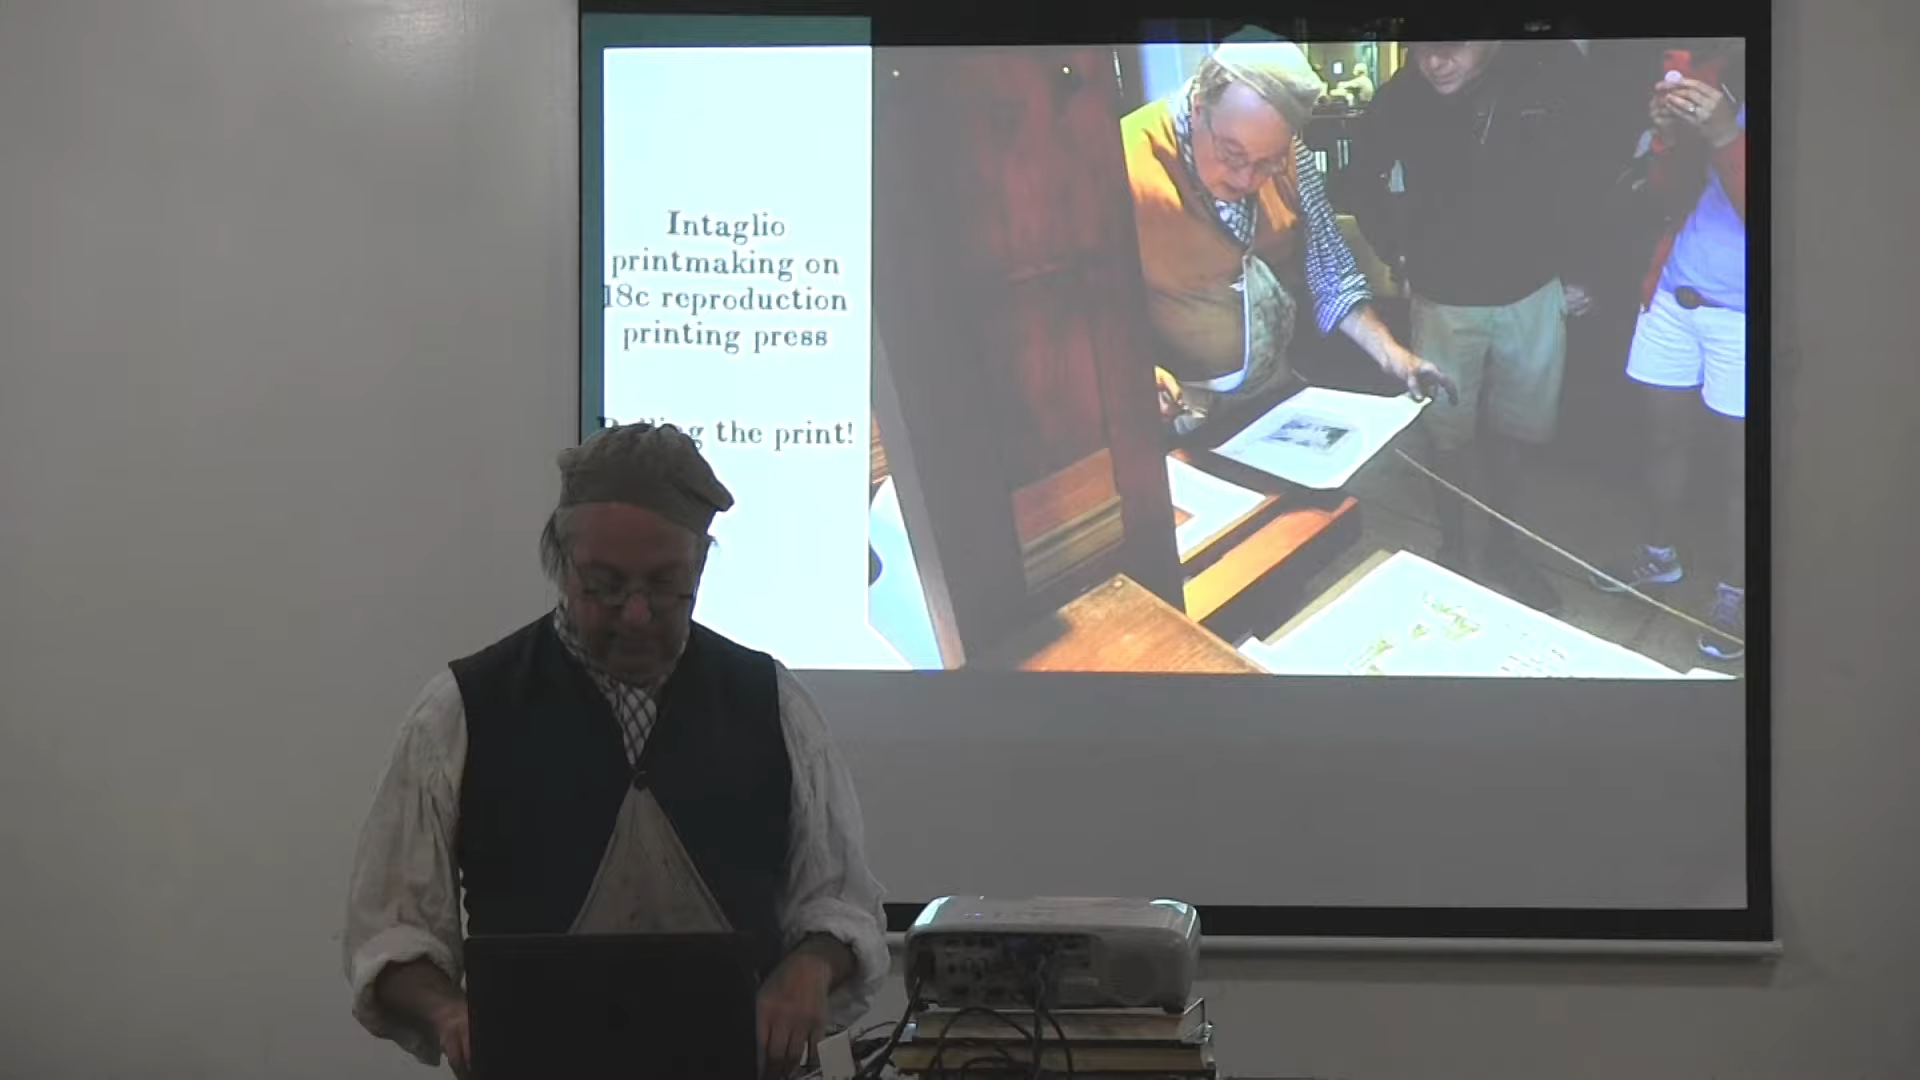 Intaglio
printmaking on
18c reproduction
printing press
the print!